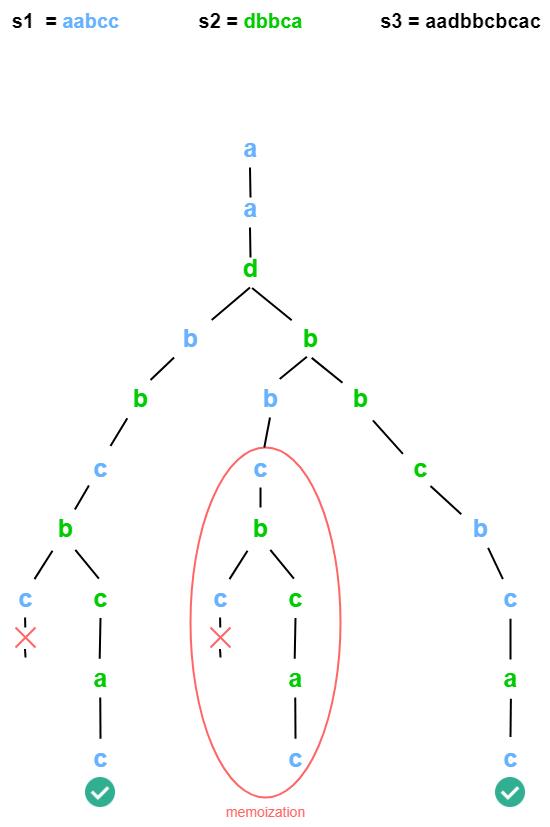 s1 = aabcc s2 = dbbca s3 = aadbbcbcac
a
a
d
b b
b b b
c c c
b b b
c c c c c
a a a
c c c
memoization